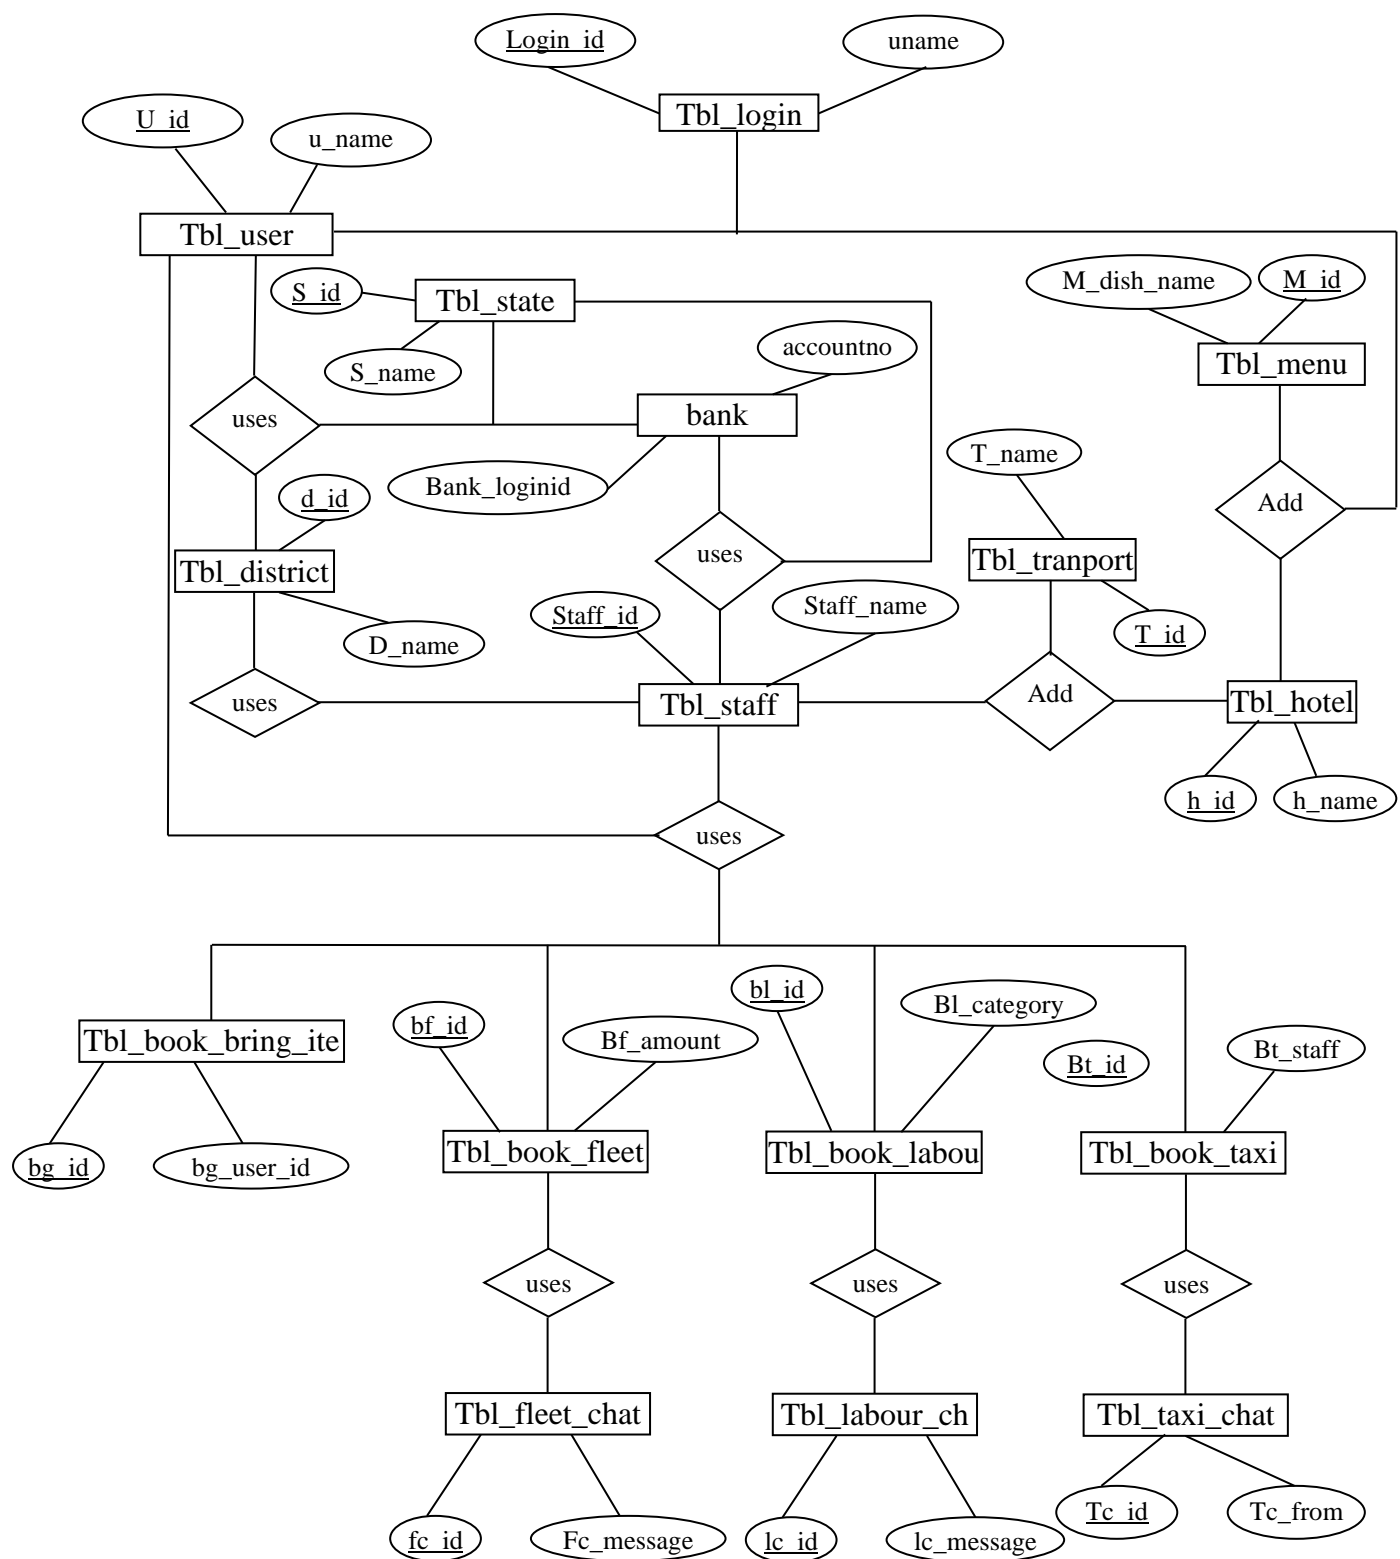 Login_id
uname
Tbl_login
U_id
u_name
Tbl_user
S_id
Tbl_state
M_dish_name
M_id
S_name
accountno
Tbl_menu
uses
bank
T_name
Bank_loginid
d_id
Add
uses
Tbl_district
Tbl_tranport
Staff_id
Staff_name
D_name
T_id
uses
Tbl_staff
Add
Tbl_hotel
h_id
h_name
uses
bl_id
Bl_category
bf_id
Tbl_book_bring_ite
Bf_amount
Bt_id
Bt_staff
bg_id
bg_user_id
Tbl_book_fleet
Tbl_book_labou
Tbl_book_taxi
uses
uses
uses
Tbl_fleet_chat
Tbl_labour_ch
Tbl_taxi_chat
fc_id
Fc_message
lc_id
lc_message
Tc_id
Tc_from